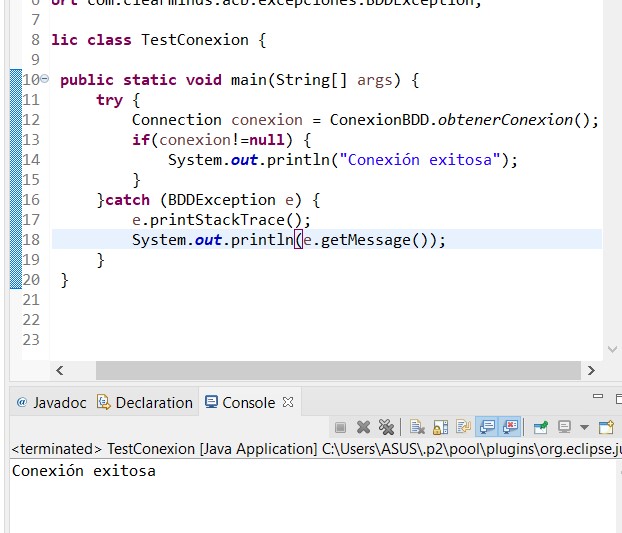 6 ort com.clearminds.acb.excepciones.BDDException;
7
8 lic class TestConexion {
9
10 public static void main(String[] args) {
11 try {
12 Connection conexion = ConexionBDD.obtenerConexion();
13 if(conexion!=null) {
14 System.out.println("Conexión exitosa");
15 }
16 }catch (BDDException e) {
17 e.printStackTrace();
18 System.out.println(e.getMessage());
19 }
20 }
21
22
23
@ Javadoc Declaration Console
<terminated> TestConexion [Java Application] C:\Users\ASUS\.p2\pool\plugins\org.eclipse.ju
Conexión exitosa